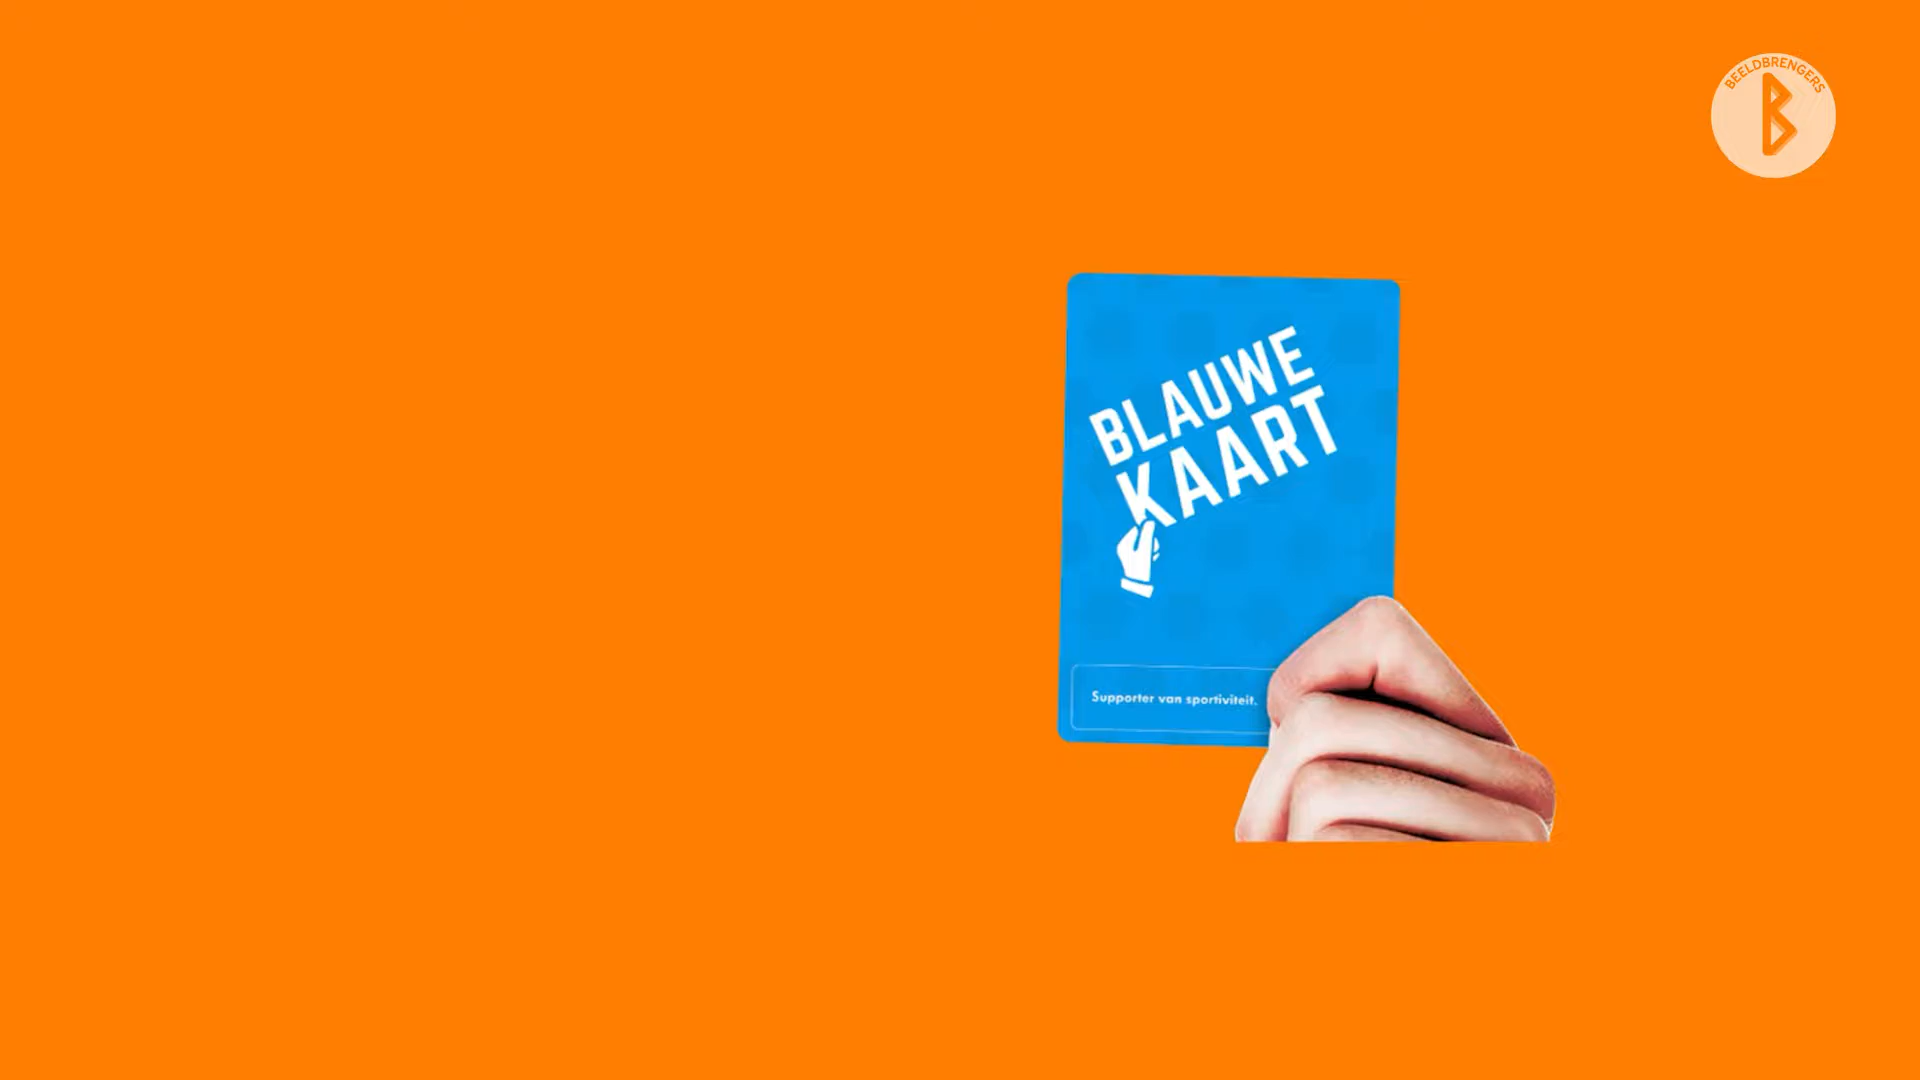 BEELDBRENGERS
B
BLAUWE
KAART
Supporter van sportiviteit.